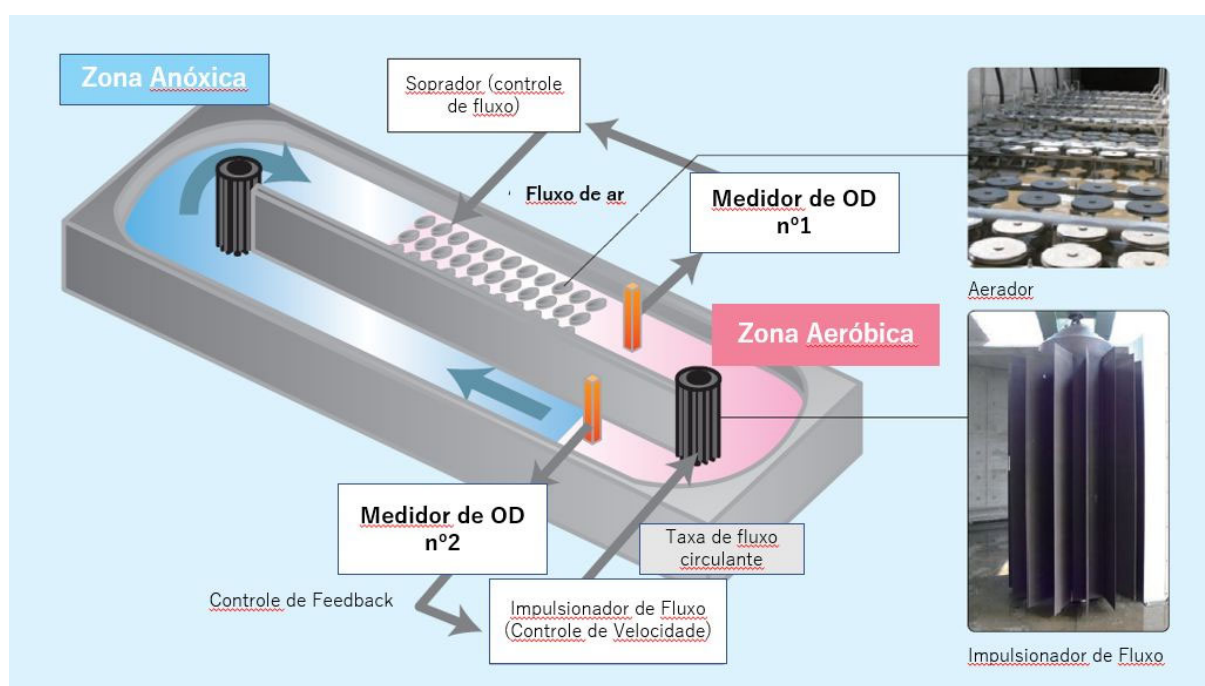 Zona Anóxica
Soprador (controle
de fluxo)
Fluxo de ar
Medidor de OD
nº1
Aerador
Zona Aeróbica
Medidor de OD
nº2
Taxa de fluxo
circulante
Controle de Feedback
Impulsionador de Fluxo
(Controle de Velocidade)
Impulsionador de Fluxo